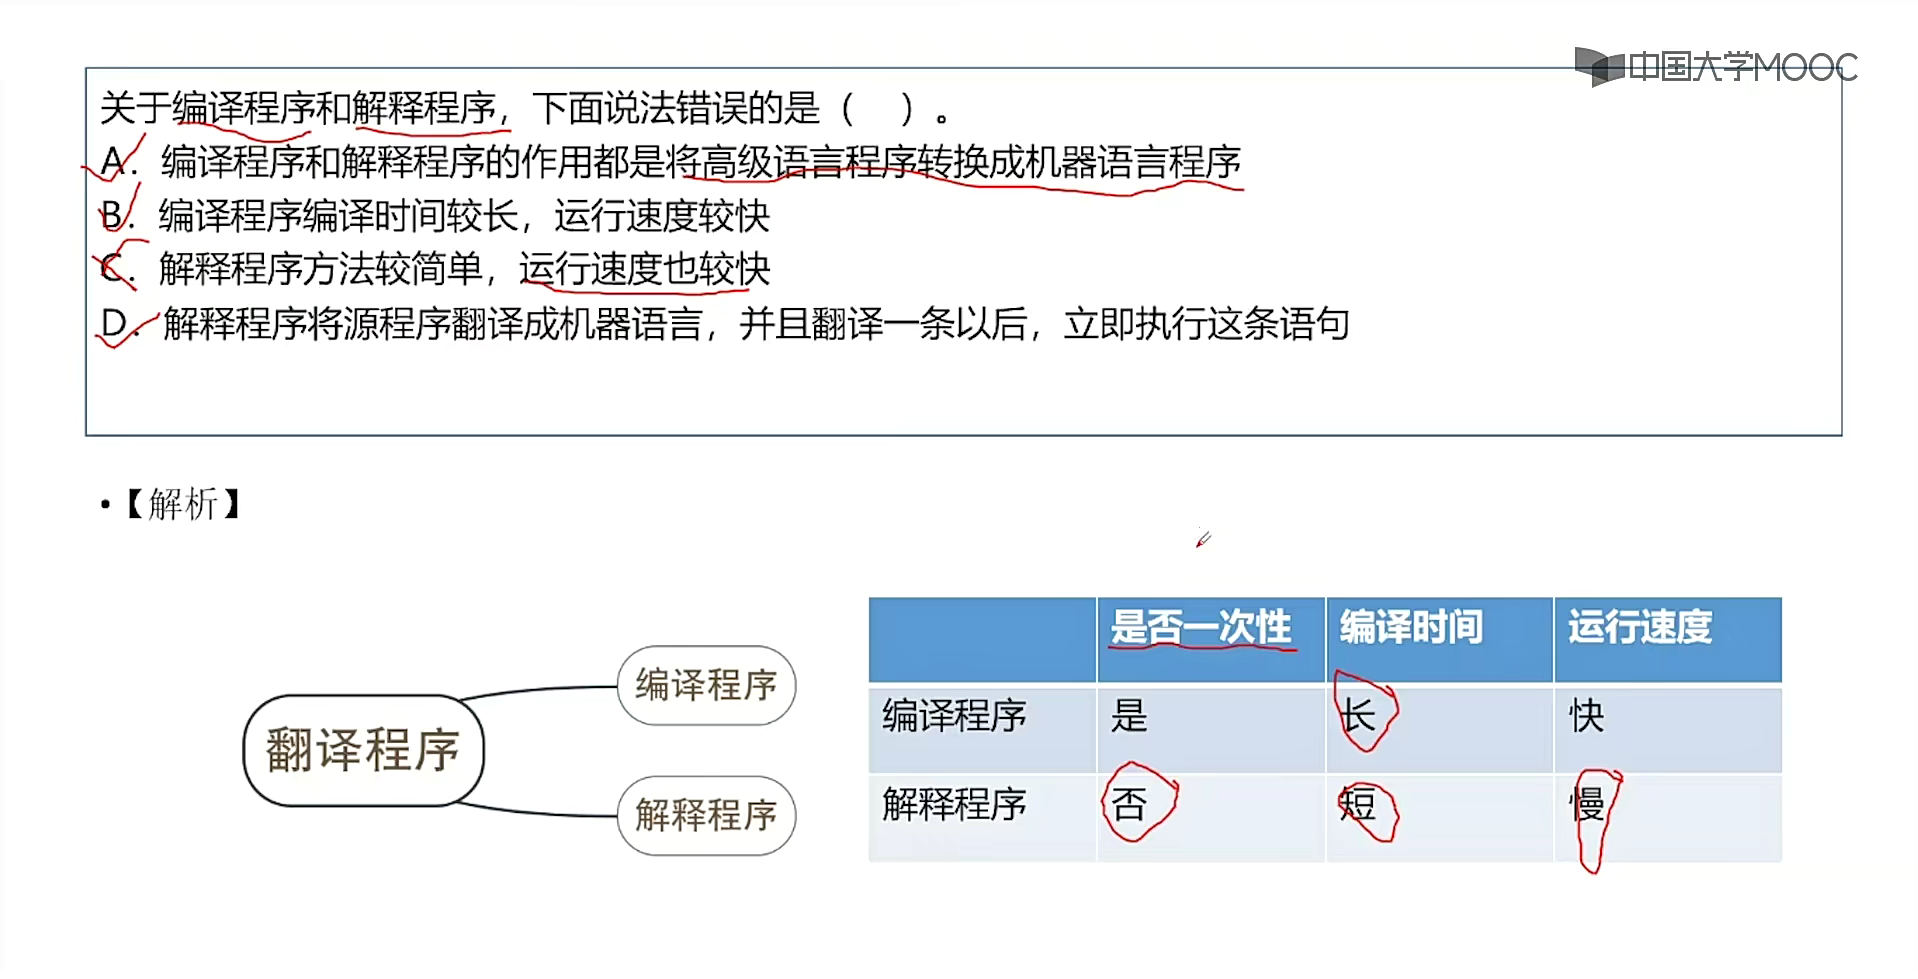 中国大学MOOC
关于编译程序和解释程序，下面说法错误的是（　）。
A. 编译程序和解释程序的作用都是将高级语言程序转换成机器语言程序
B. 编译程序编译时间较长，运行速度较快
C. 解释程序方法较简单，运行速度也较快
D. 解释程序将源程序翻译成机器语言，并且翻译一条以后，立即执行这条语句
•【解析】
翻译程序
编译程序
解释程序
是否一次性 编译时间 运行速度
编译程序 是 长 快
解释程序 否 短 慢